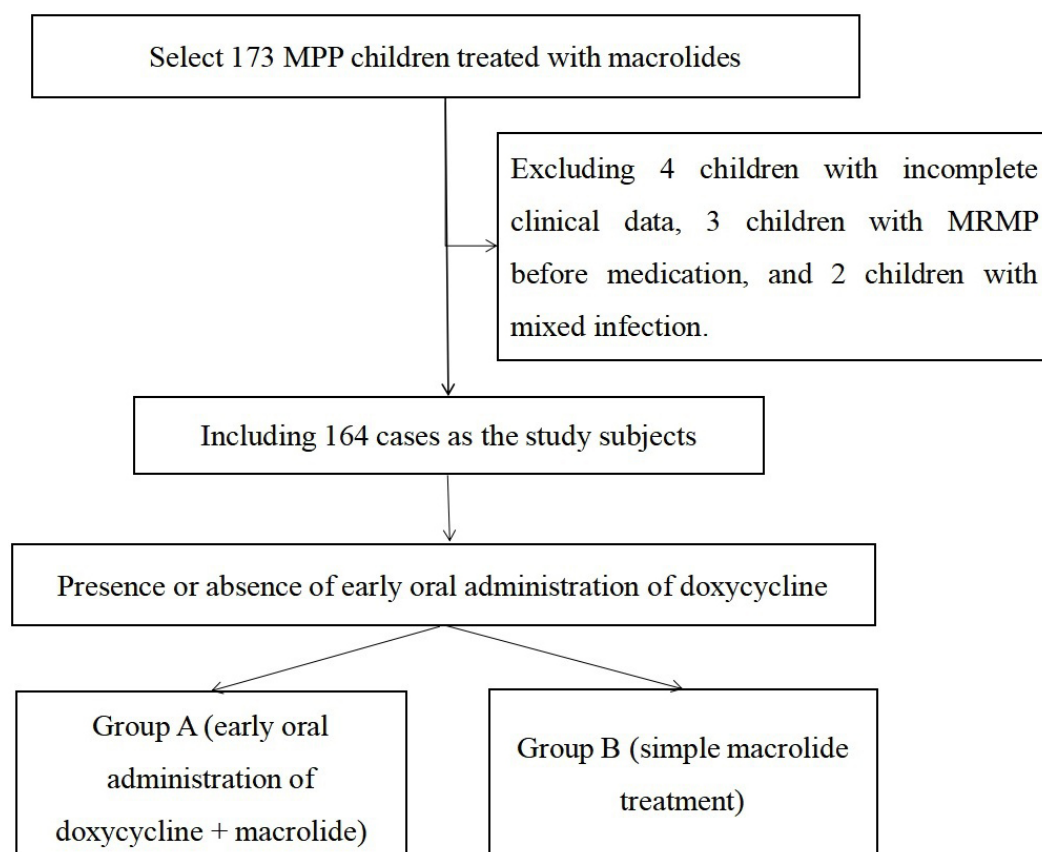 Select 173 MPP children treated with macrolides
Excluding 4 children with incomplete
clinical data, 3 children with MRMP
before medication, and 2 children with
mixed infection.
Including 164 cases as the study subjects
Presence or absence of early oral administration of doxycycline
Group A (early oral
administration of
doxycycline + macrolide)
Group B (simple macrolide
treatment)